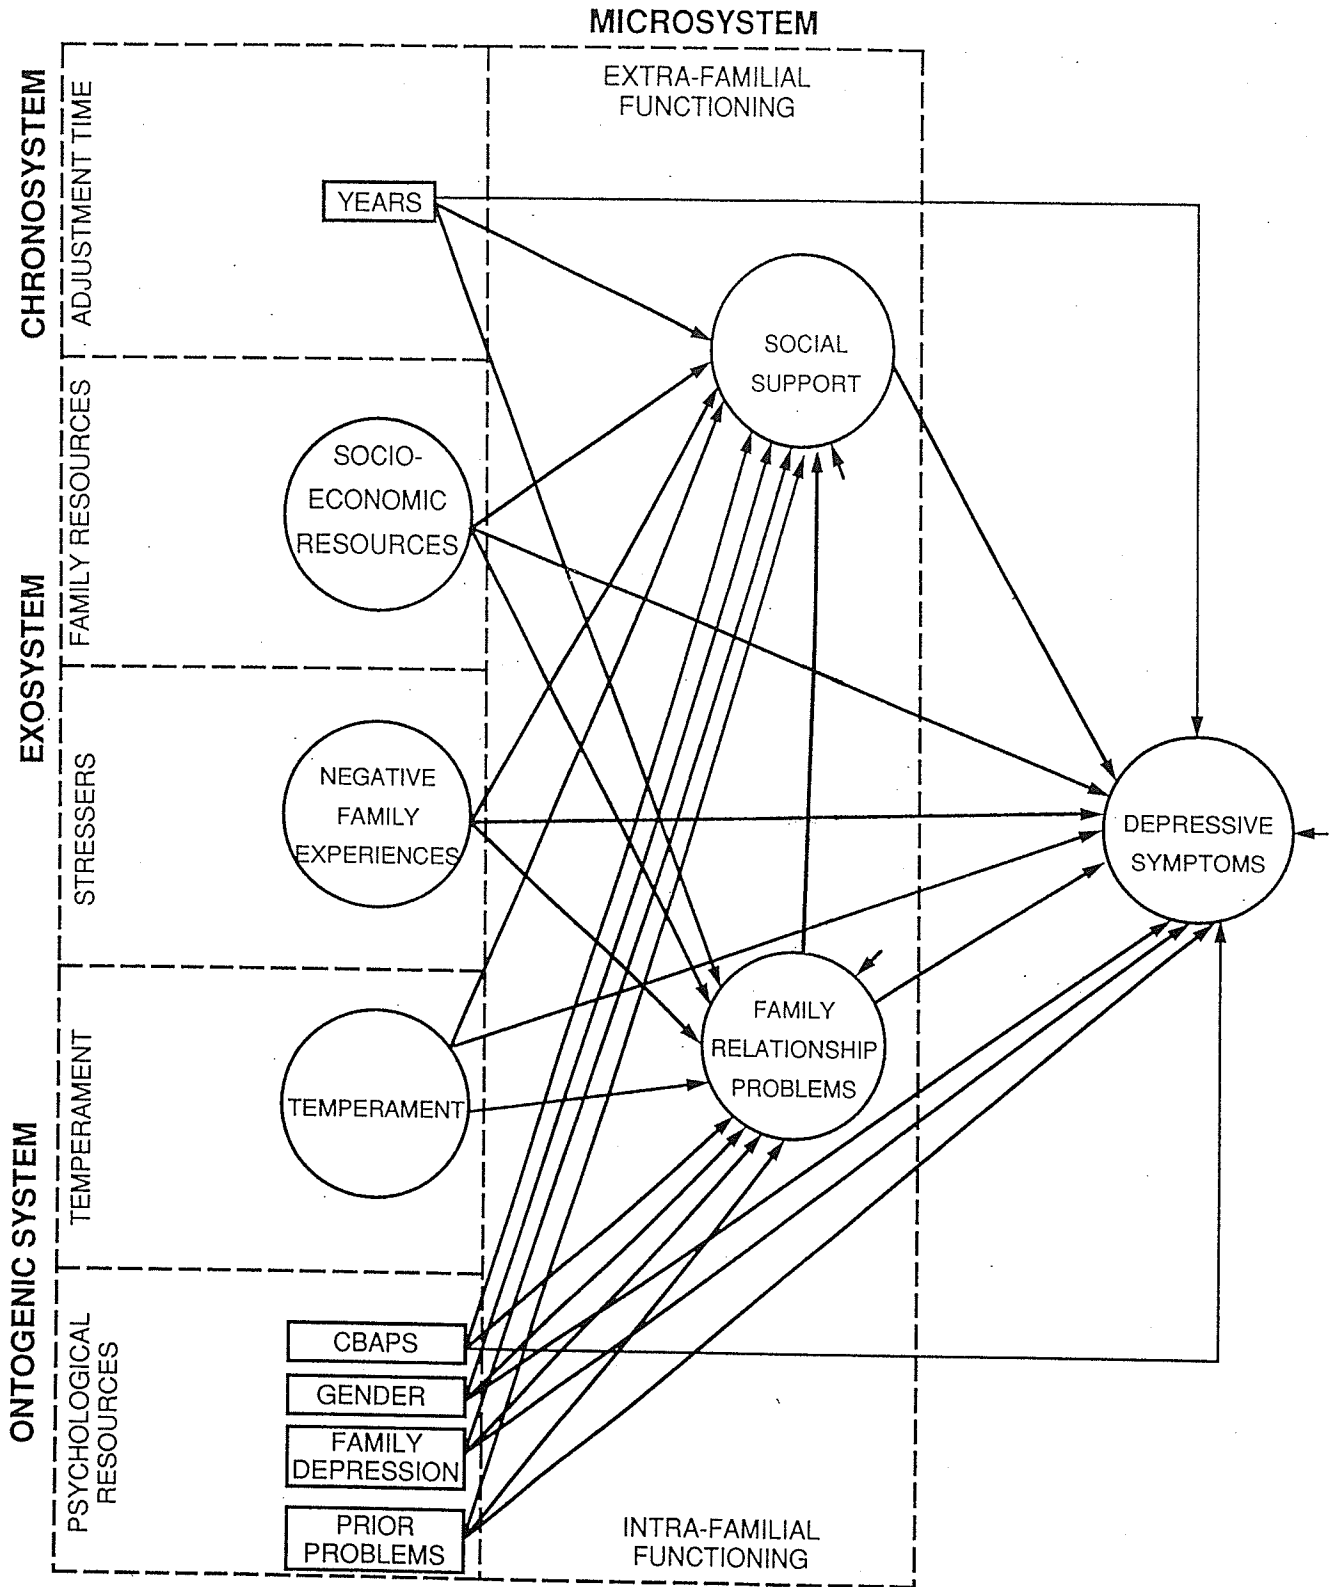 MICROSYSTEM
EXTRA-FAMILIAL
FUNCTIONING
CHRONOSYSTEM
ADJUSTMENT TIME
YEARS
SOCIAL
SUPPORT
EXOSYSTEM
FAMILY RESOURCES
SOCIO-
ECONOMIC
RESOURCES
STRESSERS
NEGATIVE
FAMILY
EXPERIENCES
DEPRESSIVE
SYMPTOMS
ONTOGENIC SYSTEM
TEMPERAMENT
TEMPERAMENT
FAMILY
RELATIONSHIP
PROBLEMS
PSYCHOLOGICAL
RESOURCES
CBAPS
GENDER
FAMILY
DEPRESSION
PRIOR
PROBLEMS
INTRA-FAMILIAL
FUNCTIONING